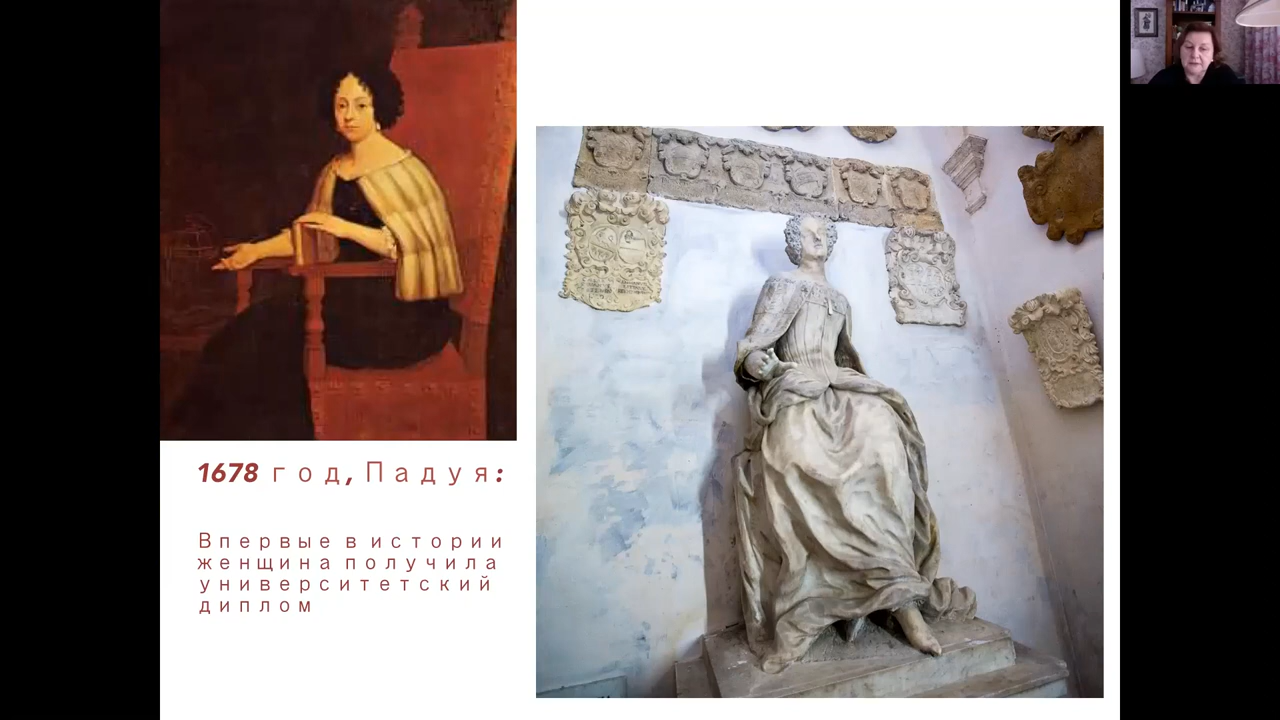 1678 год, Падуя:
Впервые в истории
женщина получила
университетский
диплом